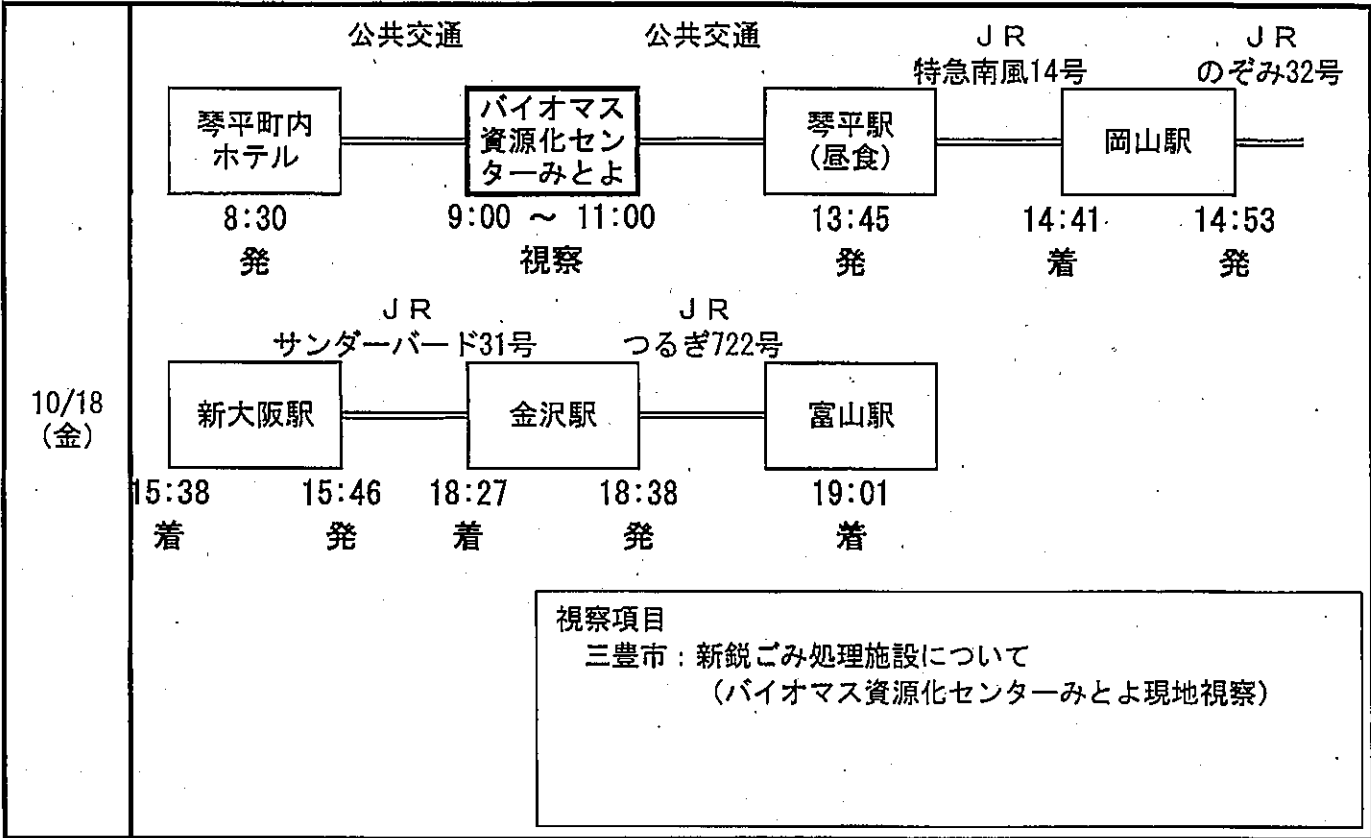 公共交通 公共交通 JR JR
特急南風14号 のぞみ32号
琴平町内
ホテル
バイオマス
資源化セン
ターみとよ
琴平駅
(昼食)
岡山駅
8:30 9:00 ～ 11:00 13:45 14:41 14:53
発 視察 発 着 発
JR JR
サンダーバード31号 つるぎ722号
10/18
(金)
新大阪駅 金沢駅 富山駅
15:38 15:46 18:27 18:38 19:01
着 発 着 発 着
視察項目
三豊市：新鋭ごみ処理施設について
(バイオマス資源化センターみとよ現地視察)